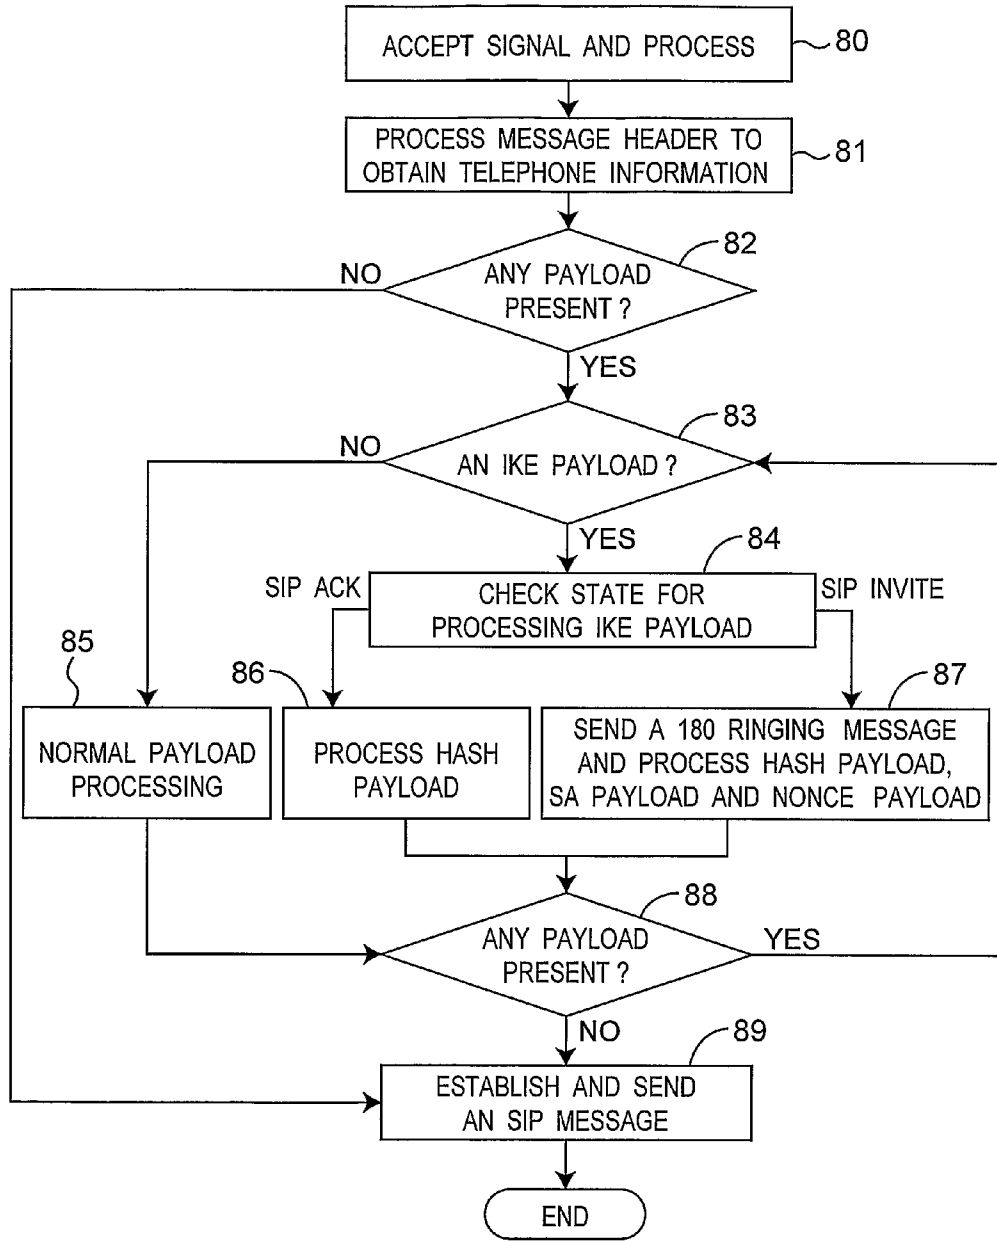 ACCEPT SIGNAL AND PROCESS
80
PROCESS MESSAGE HEADER TO
OBTAIN TELEPHONE INFORMATION
81
82
NO
ANY PAYLOAD
PRESENT ?
YES
83
NO
AN IKE PAYLOAD ?
YES
84
SIP ACK
CHECK STATE FOR
PROCESSING IKE PAYLOAD
SIP INVITE
85
86
87
NORMAL PAYLOAD
PROCESSING
PROCESS HASH
PAYLOAD
SEND A 180 RINGING MESSAGE
AND PROCESS HASH PAYLOAD,
SA PAYLOAD AND NONCE PAYLOAD
88
ANY PAYLOAD
PRESENT ?
YES
NO
89
ESTABLISH AND SEND
AN SIP MESSAGE
END